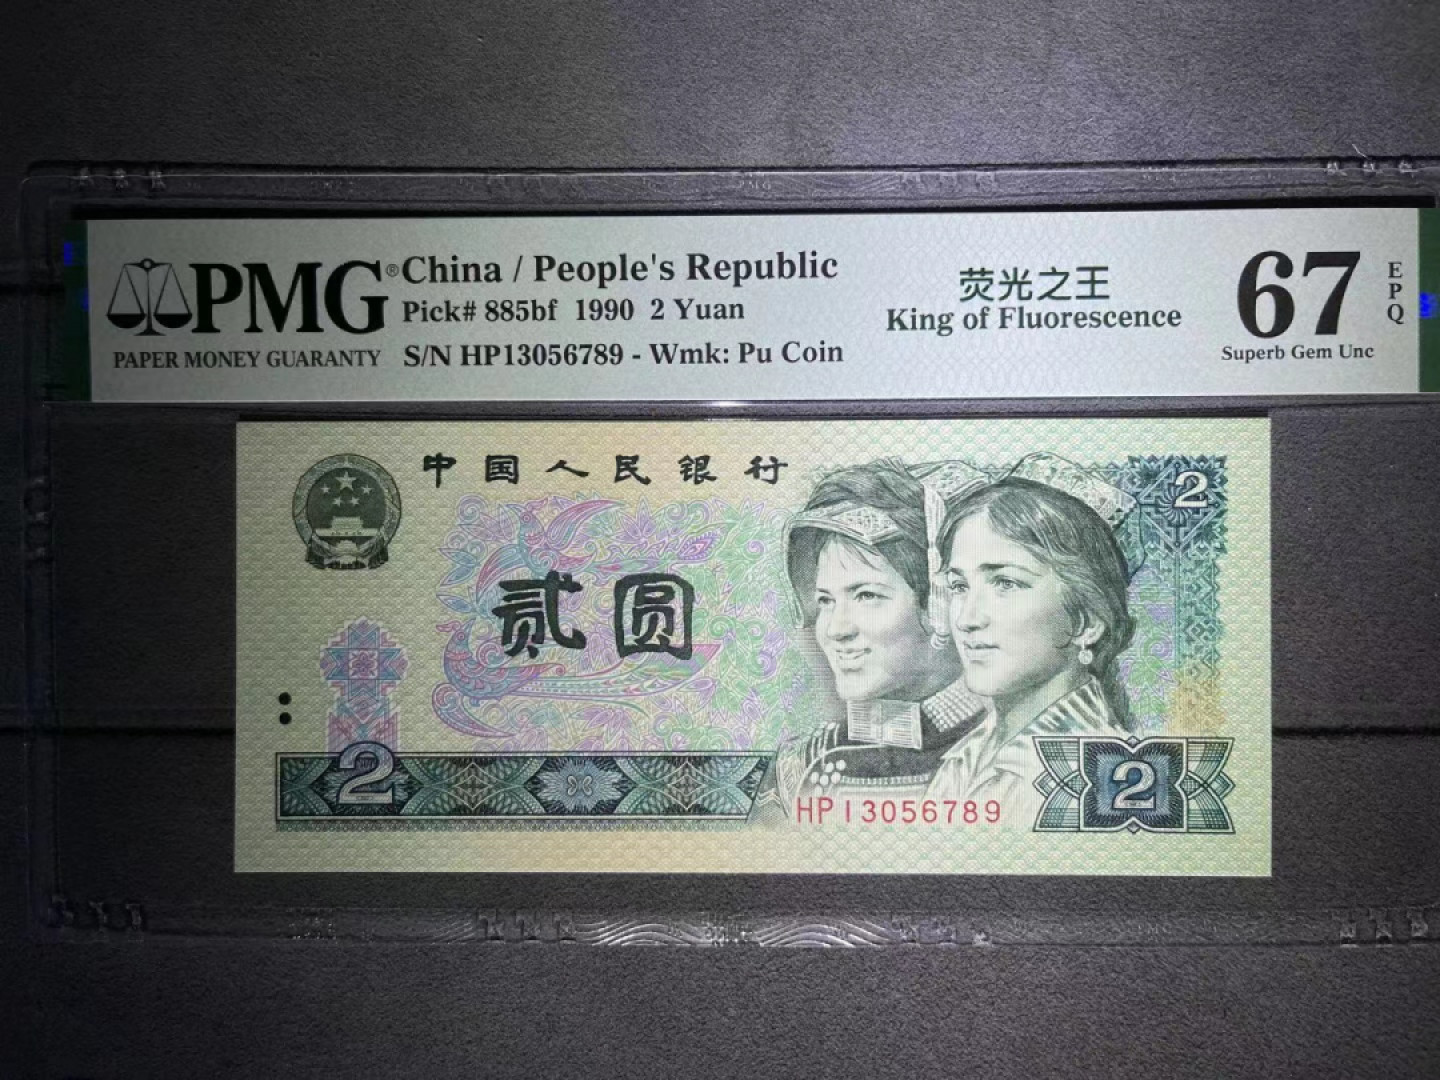 PMG® China / People's Republic
Pick# 885bf 1990 2 Yuan
S/N HP13056789 - Wmk: Pu Coin
PAPER MONEY GUARANTY
荧光之王
King of Fluorescence
67 EPQ
Superb Gem Unc
中国人民银行
2
贰圆
2
2
HP13056789